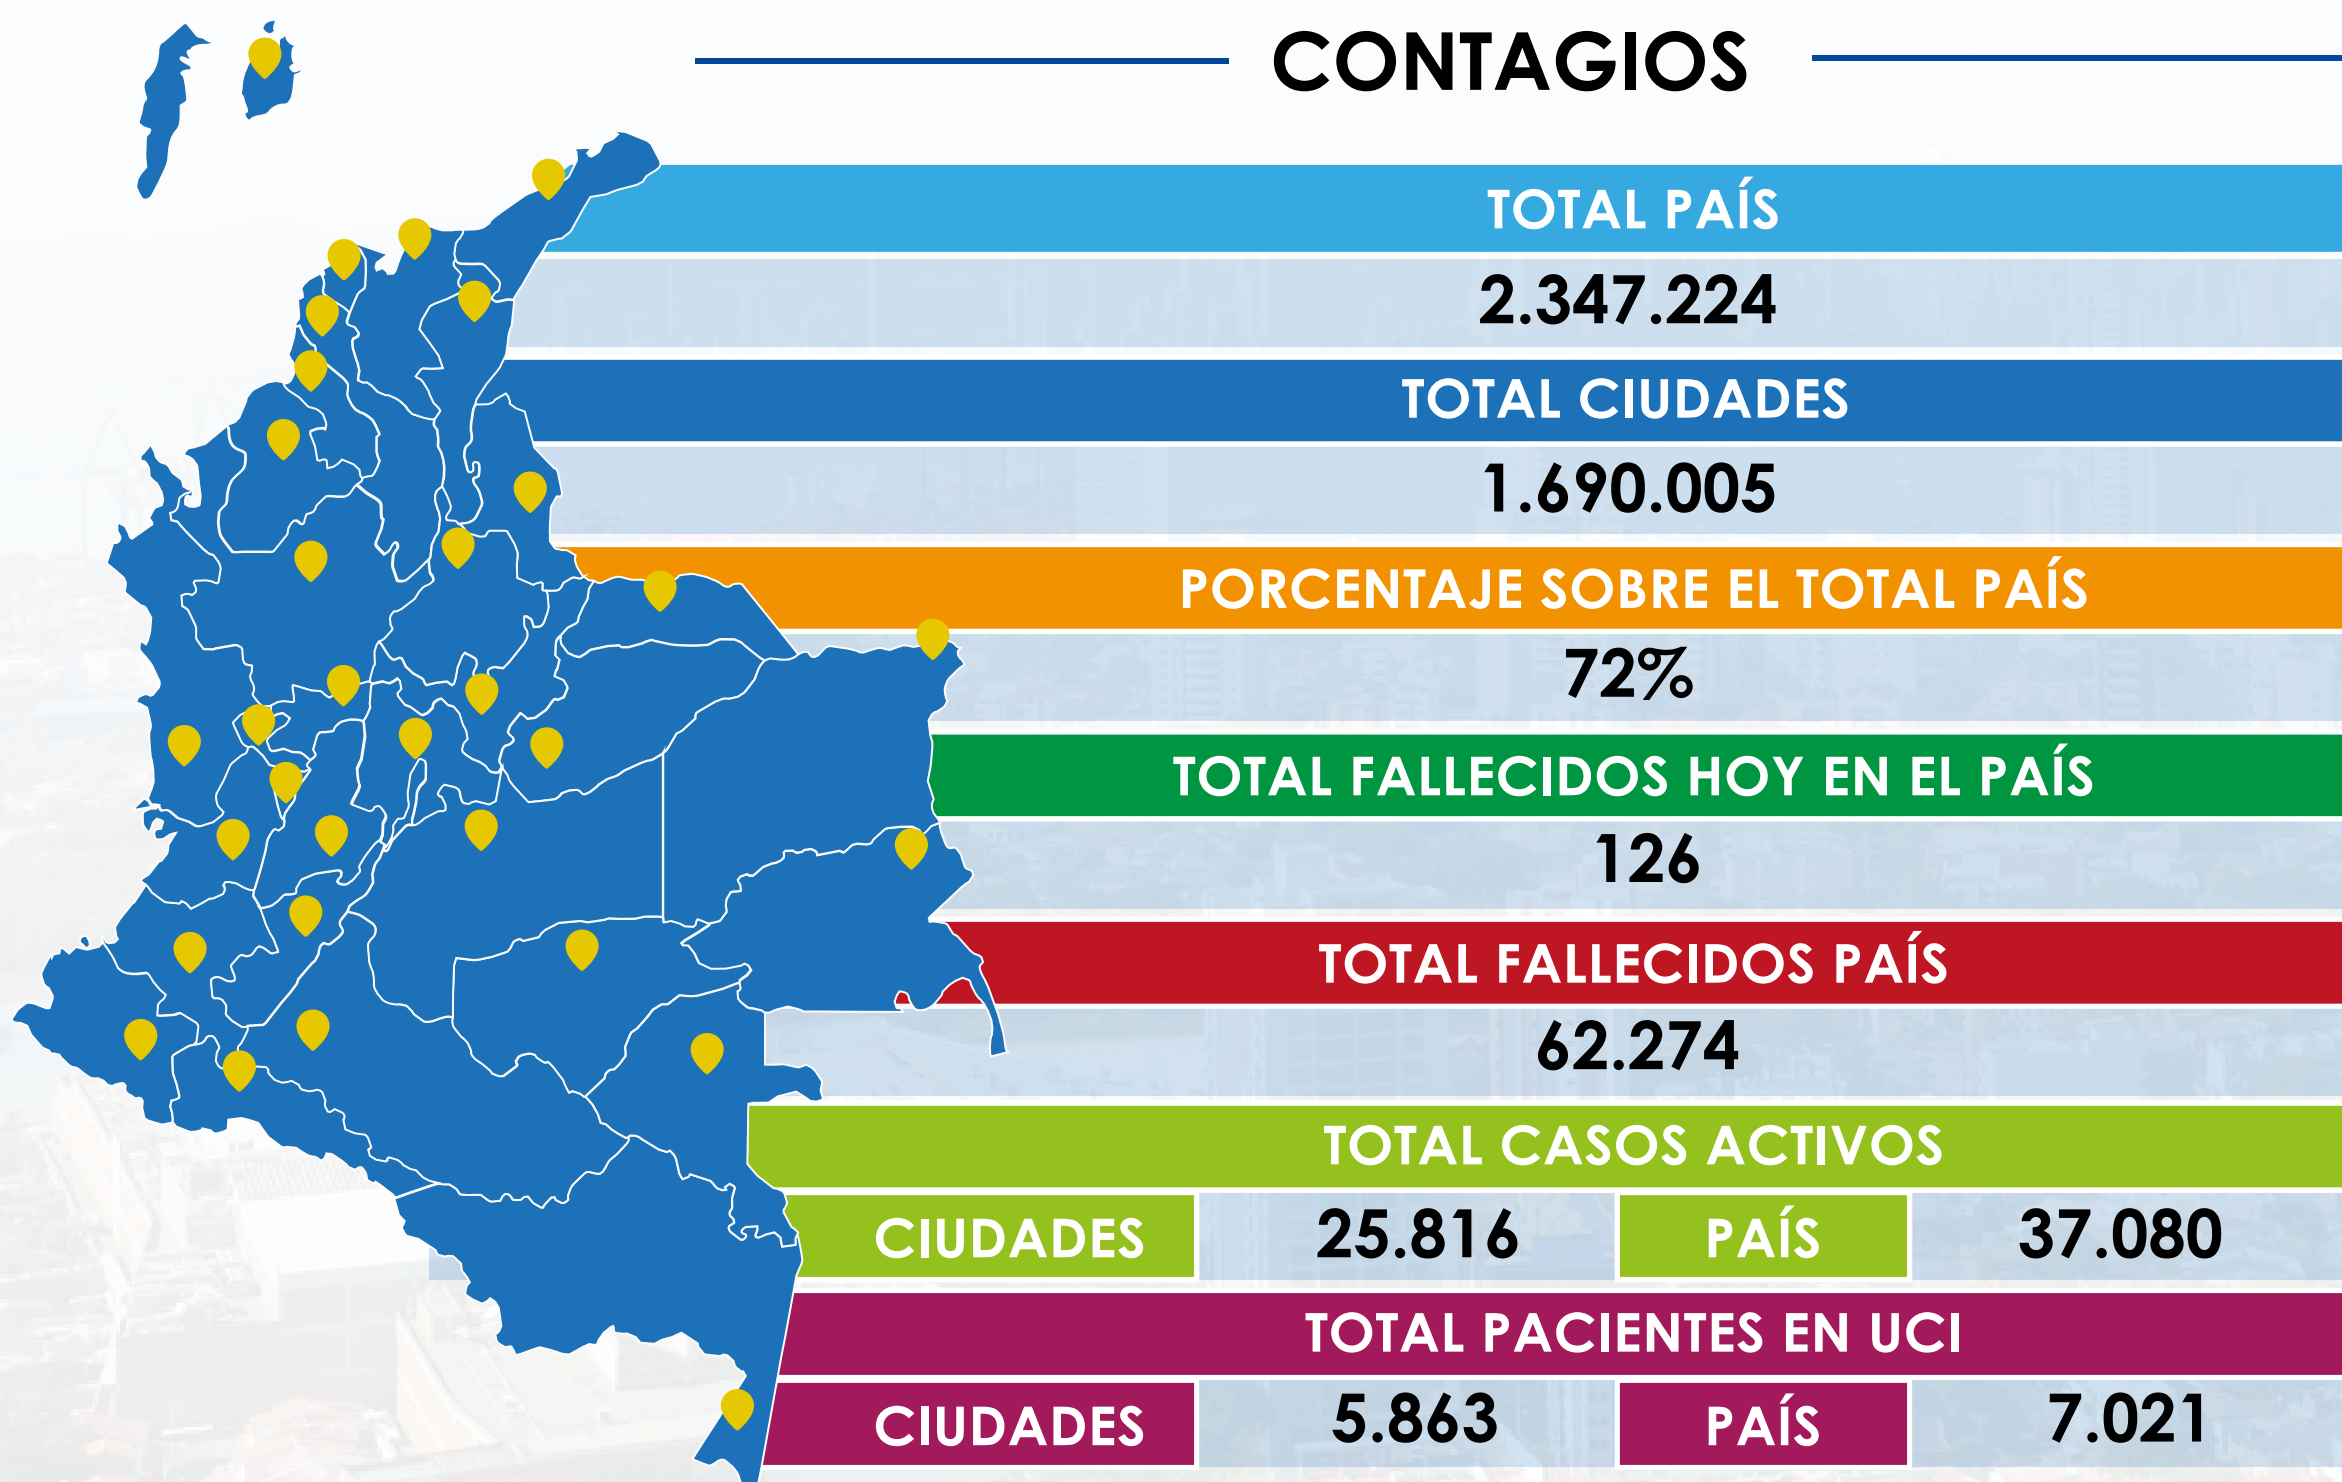 CONTAGIOS
TOTAL PAÍS
2.347.224
TOTAL CIUDADES
1.690.005
PORCENTAJE SOBRE EL TOTAL PAÍS
72%
TOTAL FALLECIDOS HOY EN EL PAÍS
126
TOTAL FALLECIDOS PAÍS
62.274
TOTAL CASOS ACTIVOS
CIUDADES 25.816 PAÍS 37.080
TOTAL PACIENTES EN UCI
CIUDADES 5.863 PAÍS 7.021